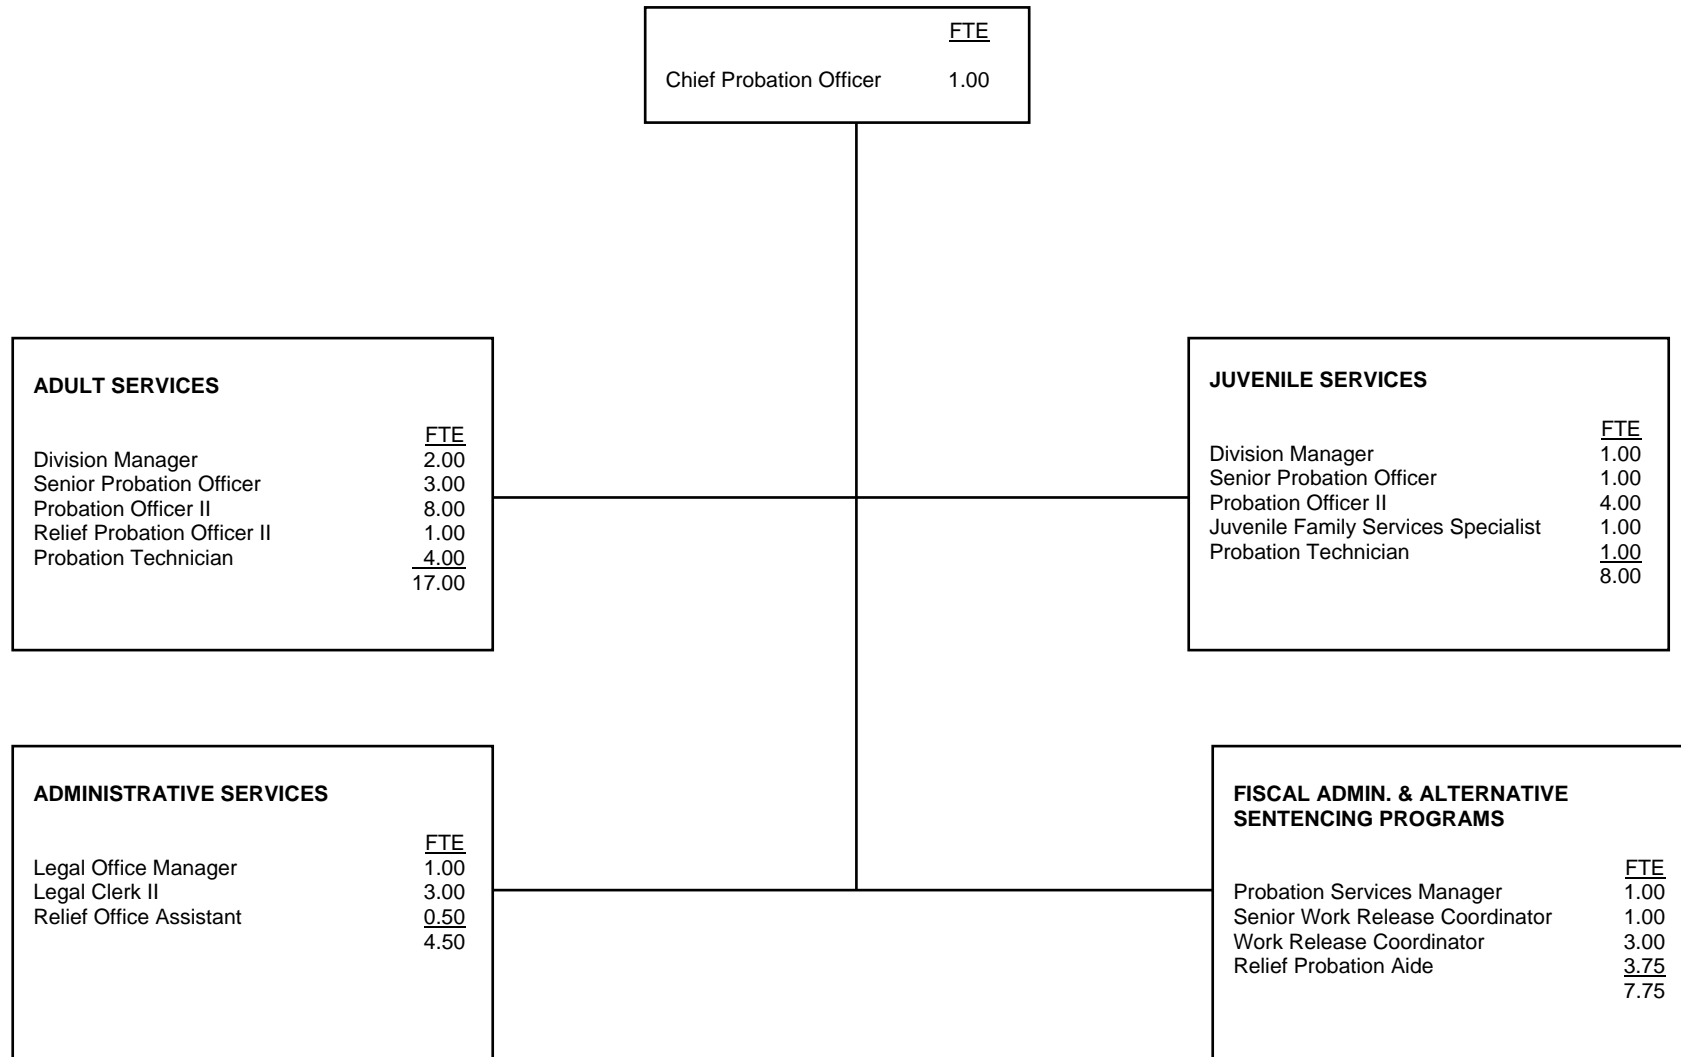 FTE
Chief Probation Officer 1.00
ADULT SERVICES
FTE
Division Manager 2.00
Senior Probation Officer 3.00
Probation Officer II 8.00
Relief Probation Officer II 1.00
Probation Technician 4.00
17.00
JUVENILE SERVICES
FTE
Division Manager 1.00
Senior Probation Officer 1.00
Probation Officer II 4.00
Juvenile Family Services Specialist 1.00
Probation Technician 1.00
8.00
ADMINISTRATIVE SERVICES
FTE
Legal Office Manager 1.00
Legal Clerk II 3.00
Relief Office Assistant 0.50
4.50
FISCAL ADMIN. & ALTERNATIVE
SENTENCING PROGRAMS
FTE
Probation Services Manager 1.00
Senior Work Release Coordinator 1.00
Work Release Coordinator 3.00
Relief Probation Aide 3.75
7.75